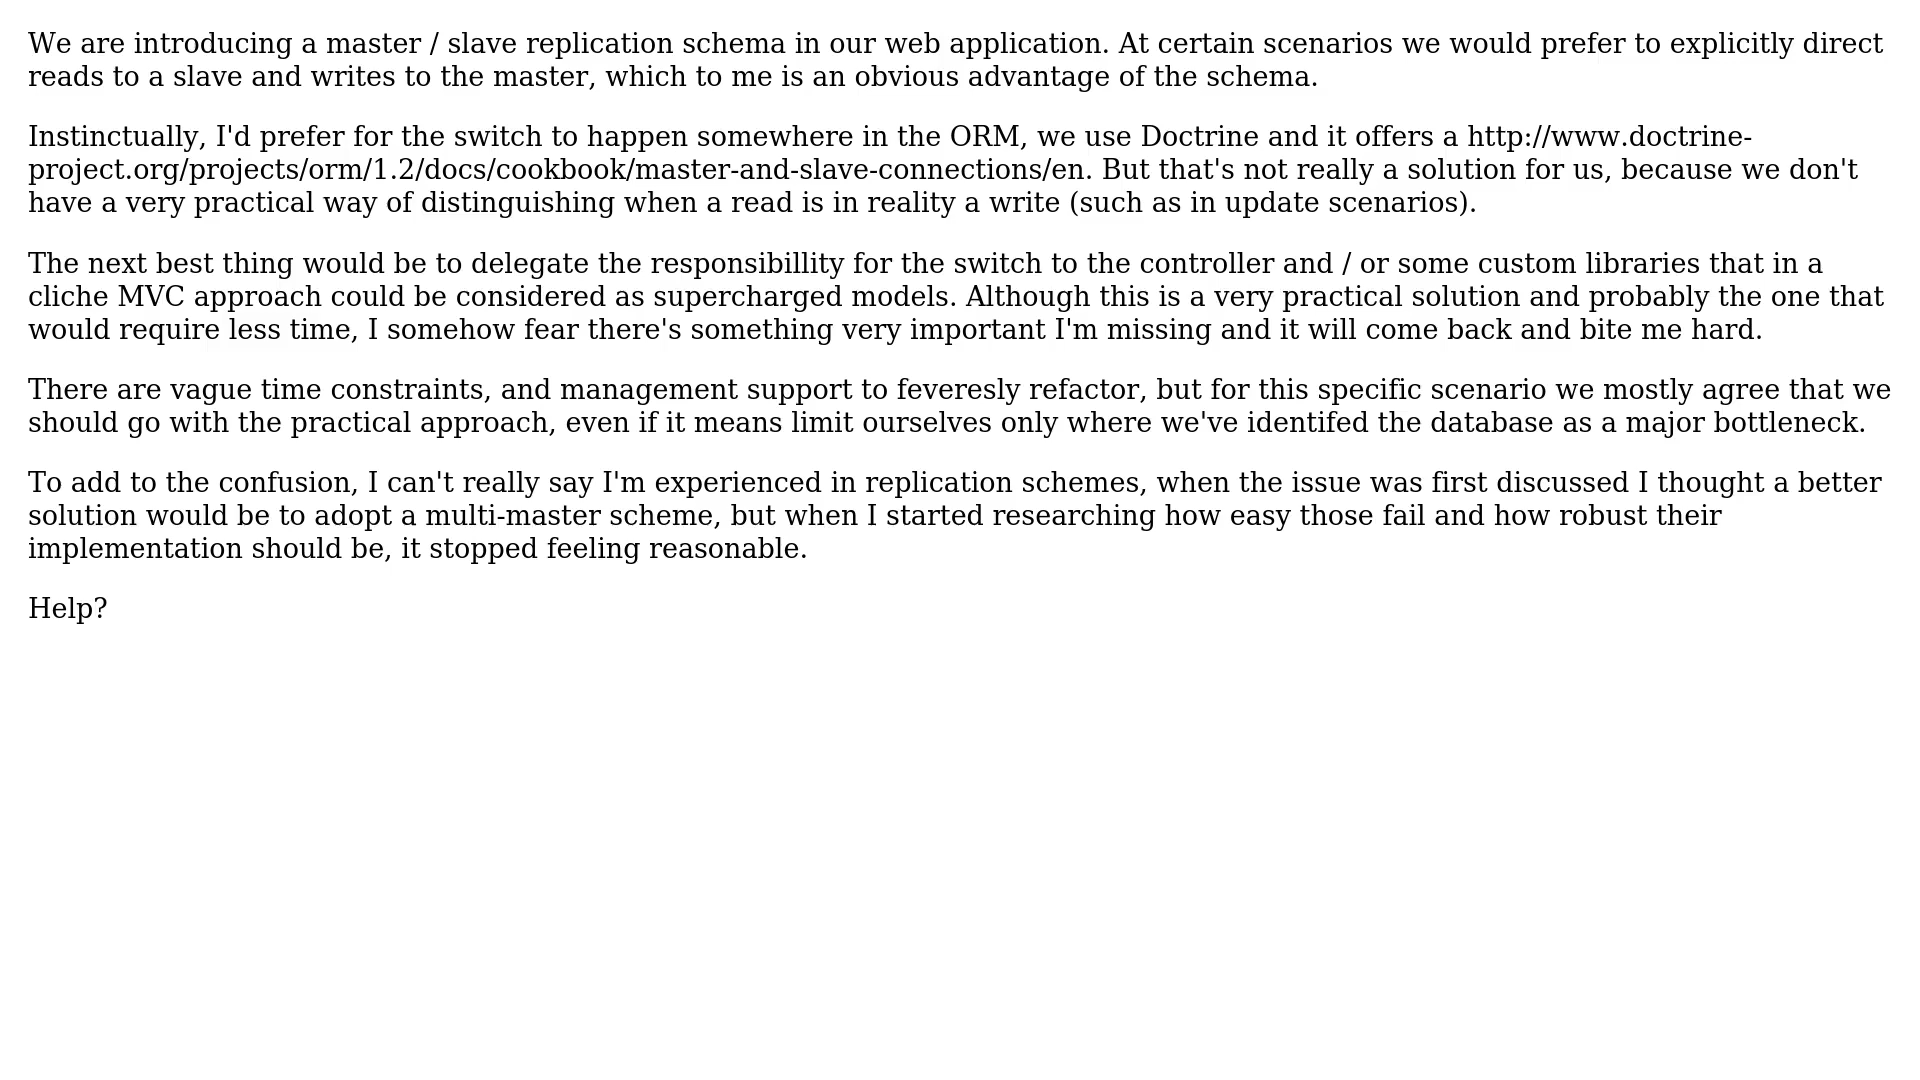 We are introducing a master / slave replication schema in our web application. At certain scenarios we would prefer to explicitly direct
reads to a slave and writes to the master, which to me is an obvious advantage of the schema.
Instinctually, I'd prefer for the switch to happen somewhere in the ORM, we use Doctrine and it offers a http://www.doctrine-
project.org/projects/orm/1.2/docs/cookbook/master-and-slave-connections/en. But that's not really a solution for us, because we don't
have a very practical way of distinguishing when a read is in reality a write (such as in update scenarios).
The next best thing would be to delegate the responsibillity for the switch to the controller and / or some custom libraries that in a
cliche MVC approach could be considered as supercharged models. Although this is a very practical solution and probably the one that
would require less time, I somehow fear there's something very important I'm missing and it will come back and bite me hard.
There are vague time constraints, and management support to feveresly refactor, but for this specific scenario we mostly agree that we
should go with the practical approach, even if it means limit ourselves only where we've identifed the database as a major bottleneck.
To add to the confusion, I can't really say I'm experienced in replication schemes, when the issue was first discussed I thought a better
solution would be to adopt a multi-master scheme, but when I started researching how easy those fail and how robust their
implementation should be, it stopped feeling reasonable.
Help?